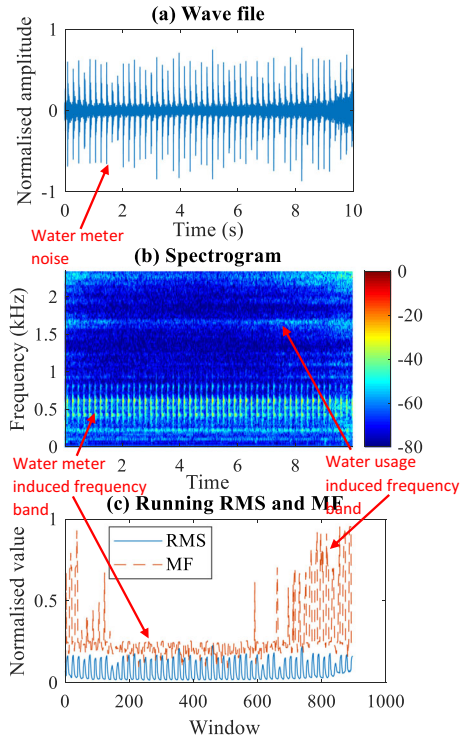 (a) Wave file
Normalised amplitude
1
0
-1
0
2
4
6
8
10
Time (s)
Water meter
noise
(b) Spectrogram
Frequency (kHz)
2
1.5
1
0.5
0
2
4
6
8
Time
0
-20
-40
-60
-80
Water meter
induced frequency
band
Water usage
induced frequency
band
(c) Running RMS and MF
Normalised value
1
0.5
0
RMS
MF
0
200
400
600
800
1000
Window